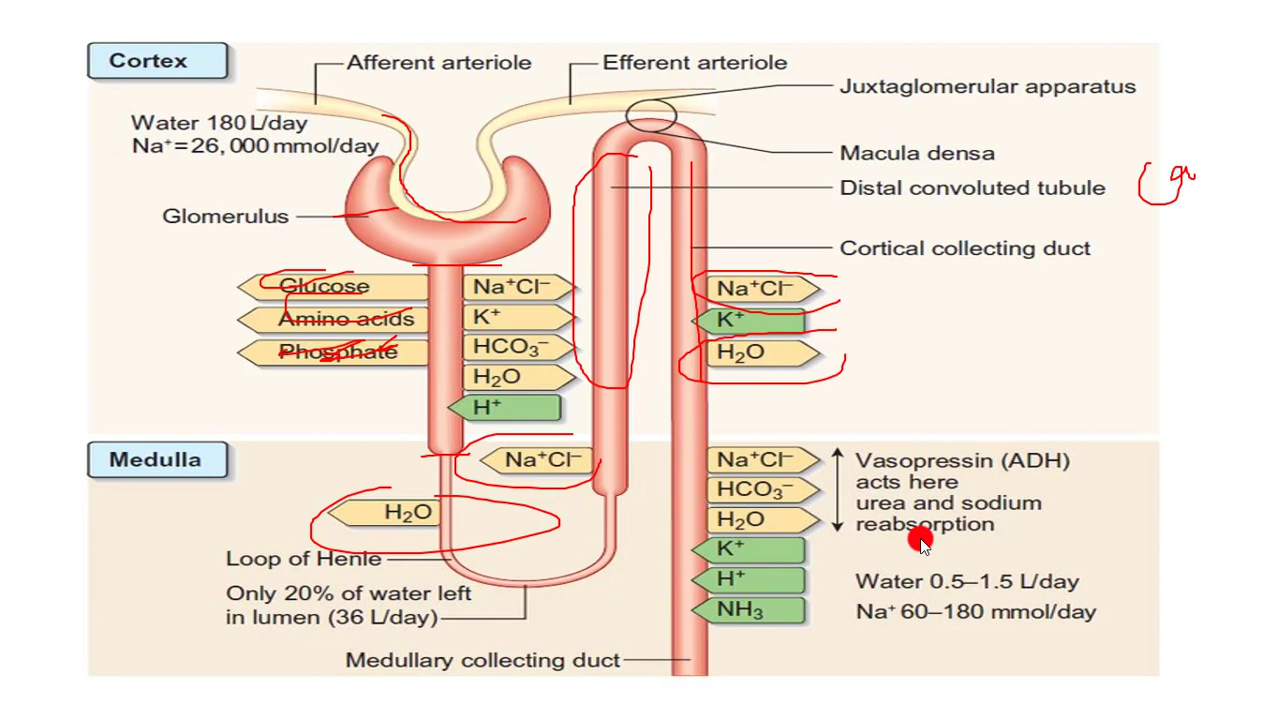 Cortex
Afferent arteriole
Efferent arteriole
Juxtaglomerular apparatus
Water 180 L/day
Na⁺=26, 000 mmol/day
Macula densa
Distal convoluted tubule
Glomerulus
Cortical collecting duct
Glucose
Amino acids
Phosphate
Na⁺Cl⁻
K⁺
HCO₃⁻
H₂O
H⁺
Na⁺Cl⁻
K⁺
H₂O
Medulla
Na⁺Cl⁻
H₂O
Loop of Henle
Only 20% of water left
in lumen (36 L/day)
Medullary collecting duct
Na⁺Cl⁻
HCO₃⁻
H₂O
K⁺
H⁺
NH₃
Vasopressin (ADH)
acts here
urea and sodium
reabsorption
Water 0.5–1.5 L/day
Na⁺ 60–180 mmol/day